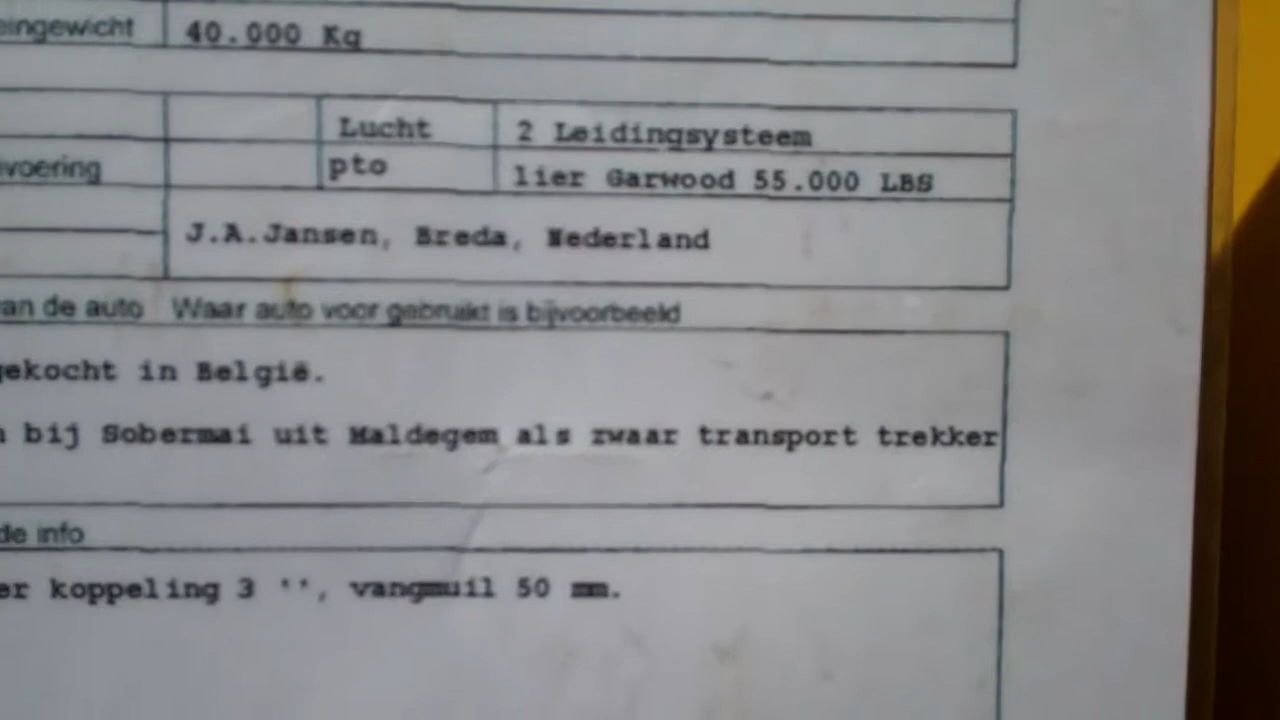 eingewicht 40.000 Kg
Lucht 2 Leidingsysteem
voering pto lier Garwood 55.000 LBS
J.A.Jansen, Breda, Nederland
van de auto Waar auto voor gebruikt is bijvoorbeeld
gekocht in België.
n bij Sobermai uit Maldegem als zwaar transport trekker
de info
er koppeling 3 '', vangmuil 50 mm.